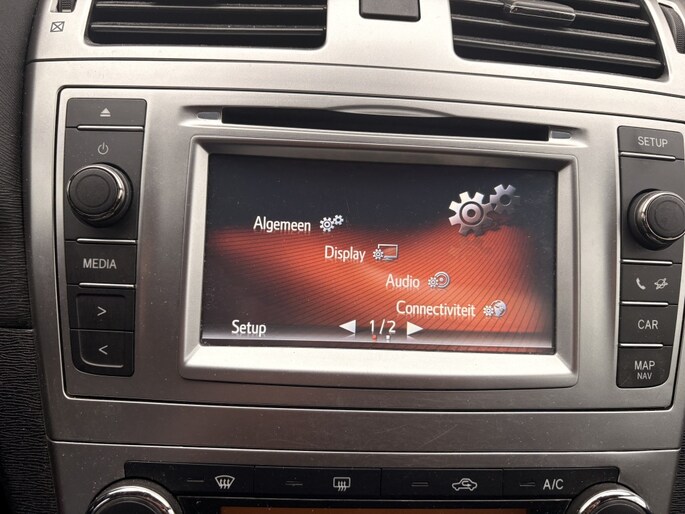 SETUP
MEDIA
>
<
Algemeen
Display
Audio
Connectiviteit
Setup
1/2
CAR
MAP
NAV
A/C